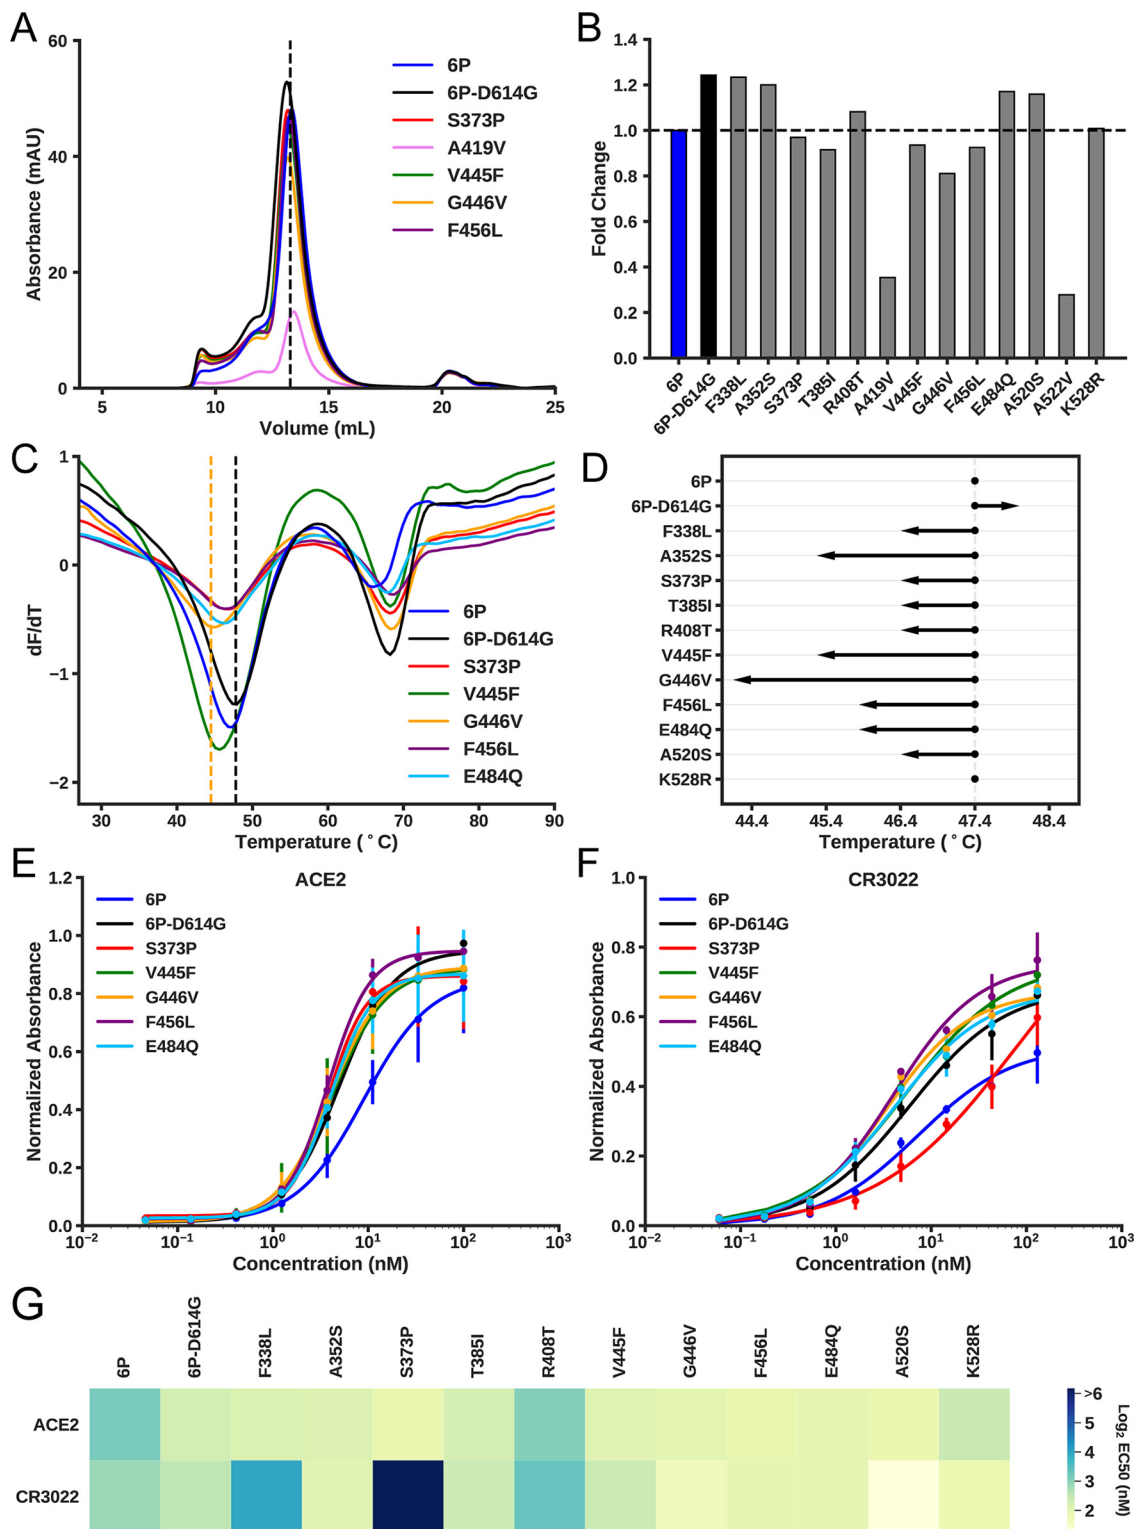 A
60
40
20
0
Absorbance (mAU)
5 10 15 20 25
Volume (mL)
6P
6P-D614G
S373P
A419V
V445F
G446V
F456L
B
1.4
1.2
1.0
0.8
0.6
0.4
0.2
0.0
Fold Change
6P 6P-D614G F338L A352S S373P T385I R408T A419V V445F G446V F456L E484Q A520S A522V K528R
C
1
0
−1
−2
dF/dT
30 40 50 60 70 80 90
Temperature (°C)
6P
6P-D614G
S373P
V445F
G446V
F456L
E484Q
D
6P
6P-D614G
F338L
A352S
S373P
T385I
R408T
V445F
G446V
F456L
E484Q
A520S
K528R
44.4 45.4 46.4 47.4 48.4
Temperature (°C)
E
ACE2
1.2
1.0
0.8
0.6
0.4
0.2
0.0
Normalized Absorbance
6P
6P-D614G
S373P
V445F
G446V
F456L
E484Q
10⁻² 10⁻¹ 10⁰ 10¹ 10² 10³
Concentration (nM)
F
CR3022
1.0
0.8
0.6
0.4
0.2
0.0
Normalized Absorbance
6P
6P-D614G
S373P
V445F
G446V
F456L
E484Q
10⁻² 10⁻¹ 10⁰ 10¹ 10² 10³
Concentration (nM)
G
6P 6P-D614G F338L A352S S373P T385I R408T V445F G446V F456L E484Q A520S K528R
ACE2
CR3022
>6
5
4
3
2
Log₂ EC50 (nM)